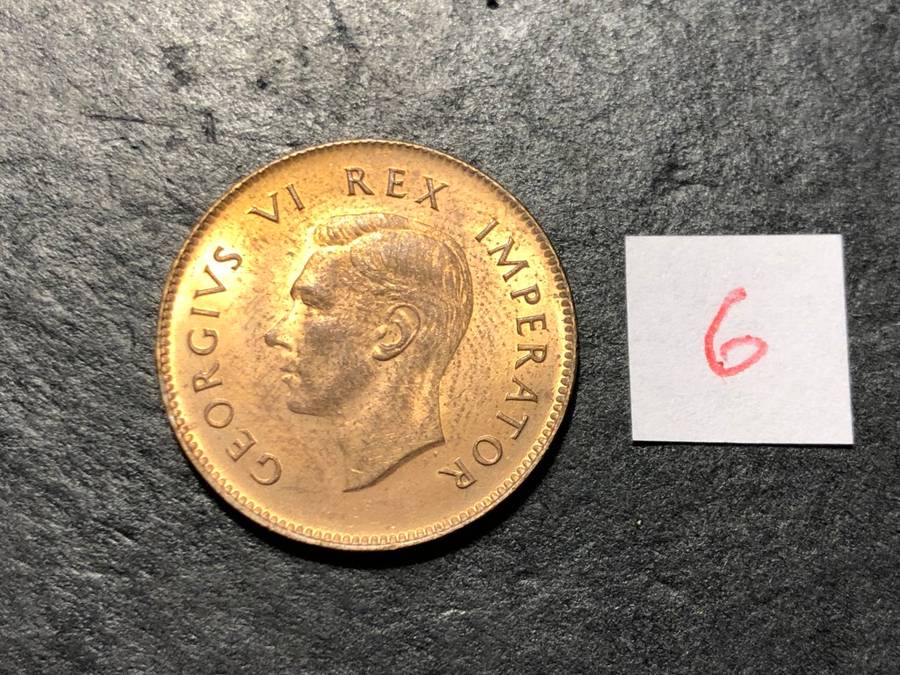 GEORGIVS VI REX IMPERATOR
6